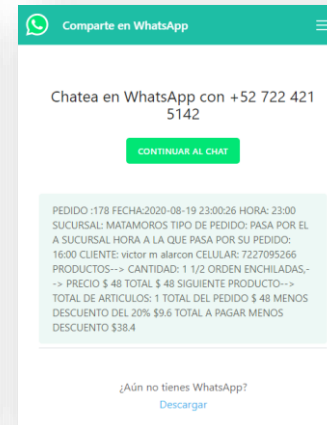 Comparte en WhatsApp
Chatea en WhatsApp con +52 722 421
5142
CONTINUAR AL CHAT
PEDIDO :178 FECHA:2020-08-19 23:00:26 HORA: 23:00
SUCURSAL: MATAMOROS TIPO DE PEDIDO: PASA POR EL
A SUCURSAL HORA A LA QUE PASA POR SU PEDIDO:
16:00 CLIENTE: victor m alarcon CELULAR: 7227095266
PRODUCTOS--> CANTIDAD: 1 1/2 ORDEN ENCHILADAS,-
-> PRECIO $ 48 TOTAL $ 48 SIGUIENTE PRODUCTO-->
TOTAL DE ARTICULOS: 1 TOTAL DEL PEDIDO $ 48 MENOS
DESCUENTO DEL 20% $9.6 TOTAL A PAGAR MENOS
DESCUENTO $38.4
¿Aún no tienes WhatsApp?
Descargar